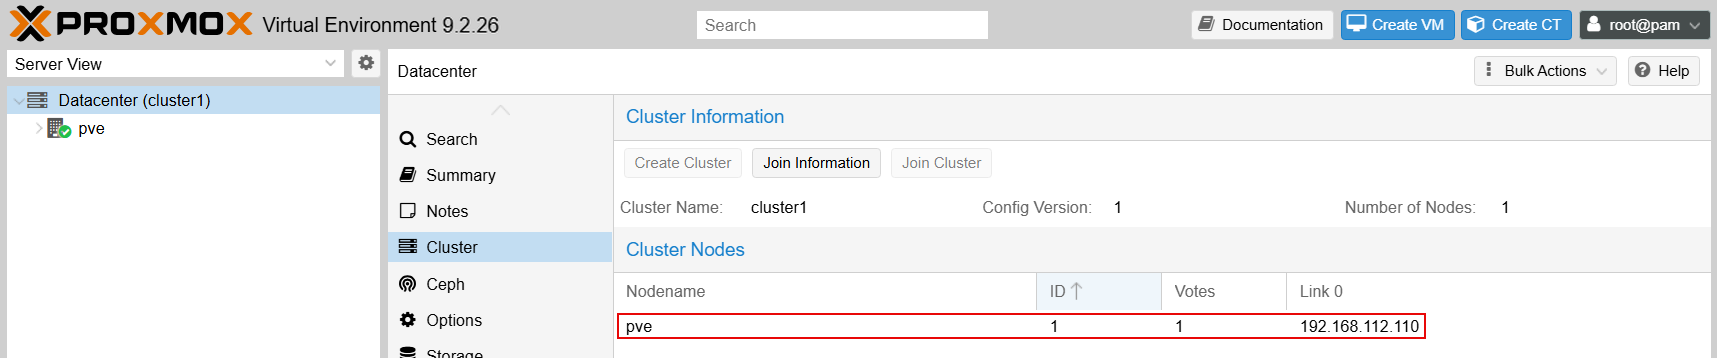 PROXMOX Virtual Environment 9.2.26 Search Documentation Create VM Create CT root@pam
Server View
Datacenter (cluster1)
pve
Datacenter Bulk Actions Help
Search
Summary
Notes
Cluster
Ceph
Options
Storage
Cluster Information
Create Cluster Join Information Join Cluster
Cluster Name: cluster1 Config Version: 1 Number of Nodes: 1
Cluster Nodes
Nodename ID Votes Link 0
pve 1 1 192.168.112.110